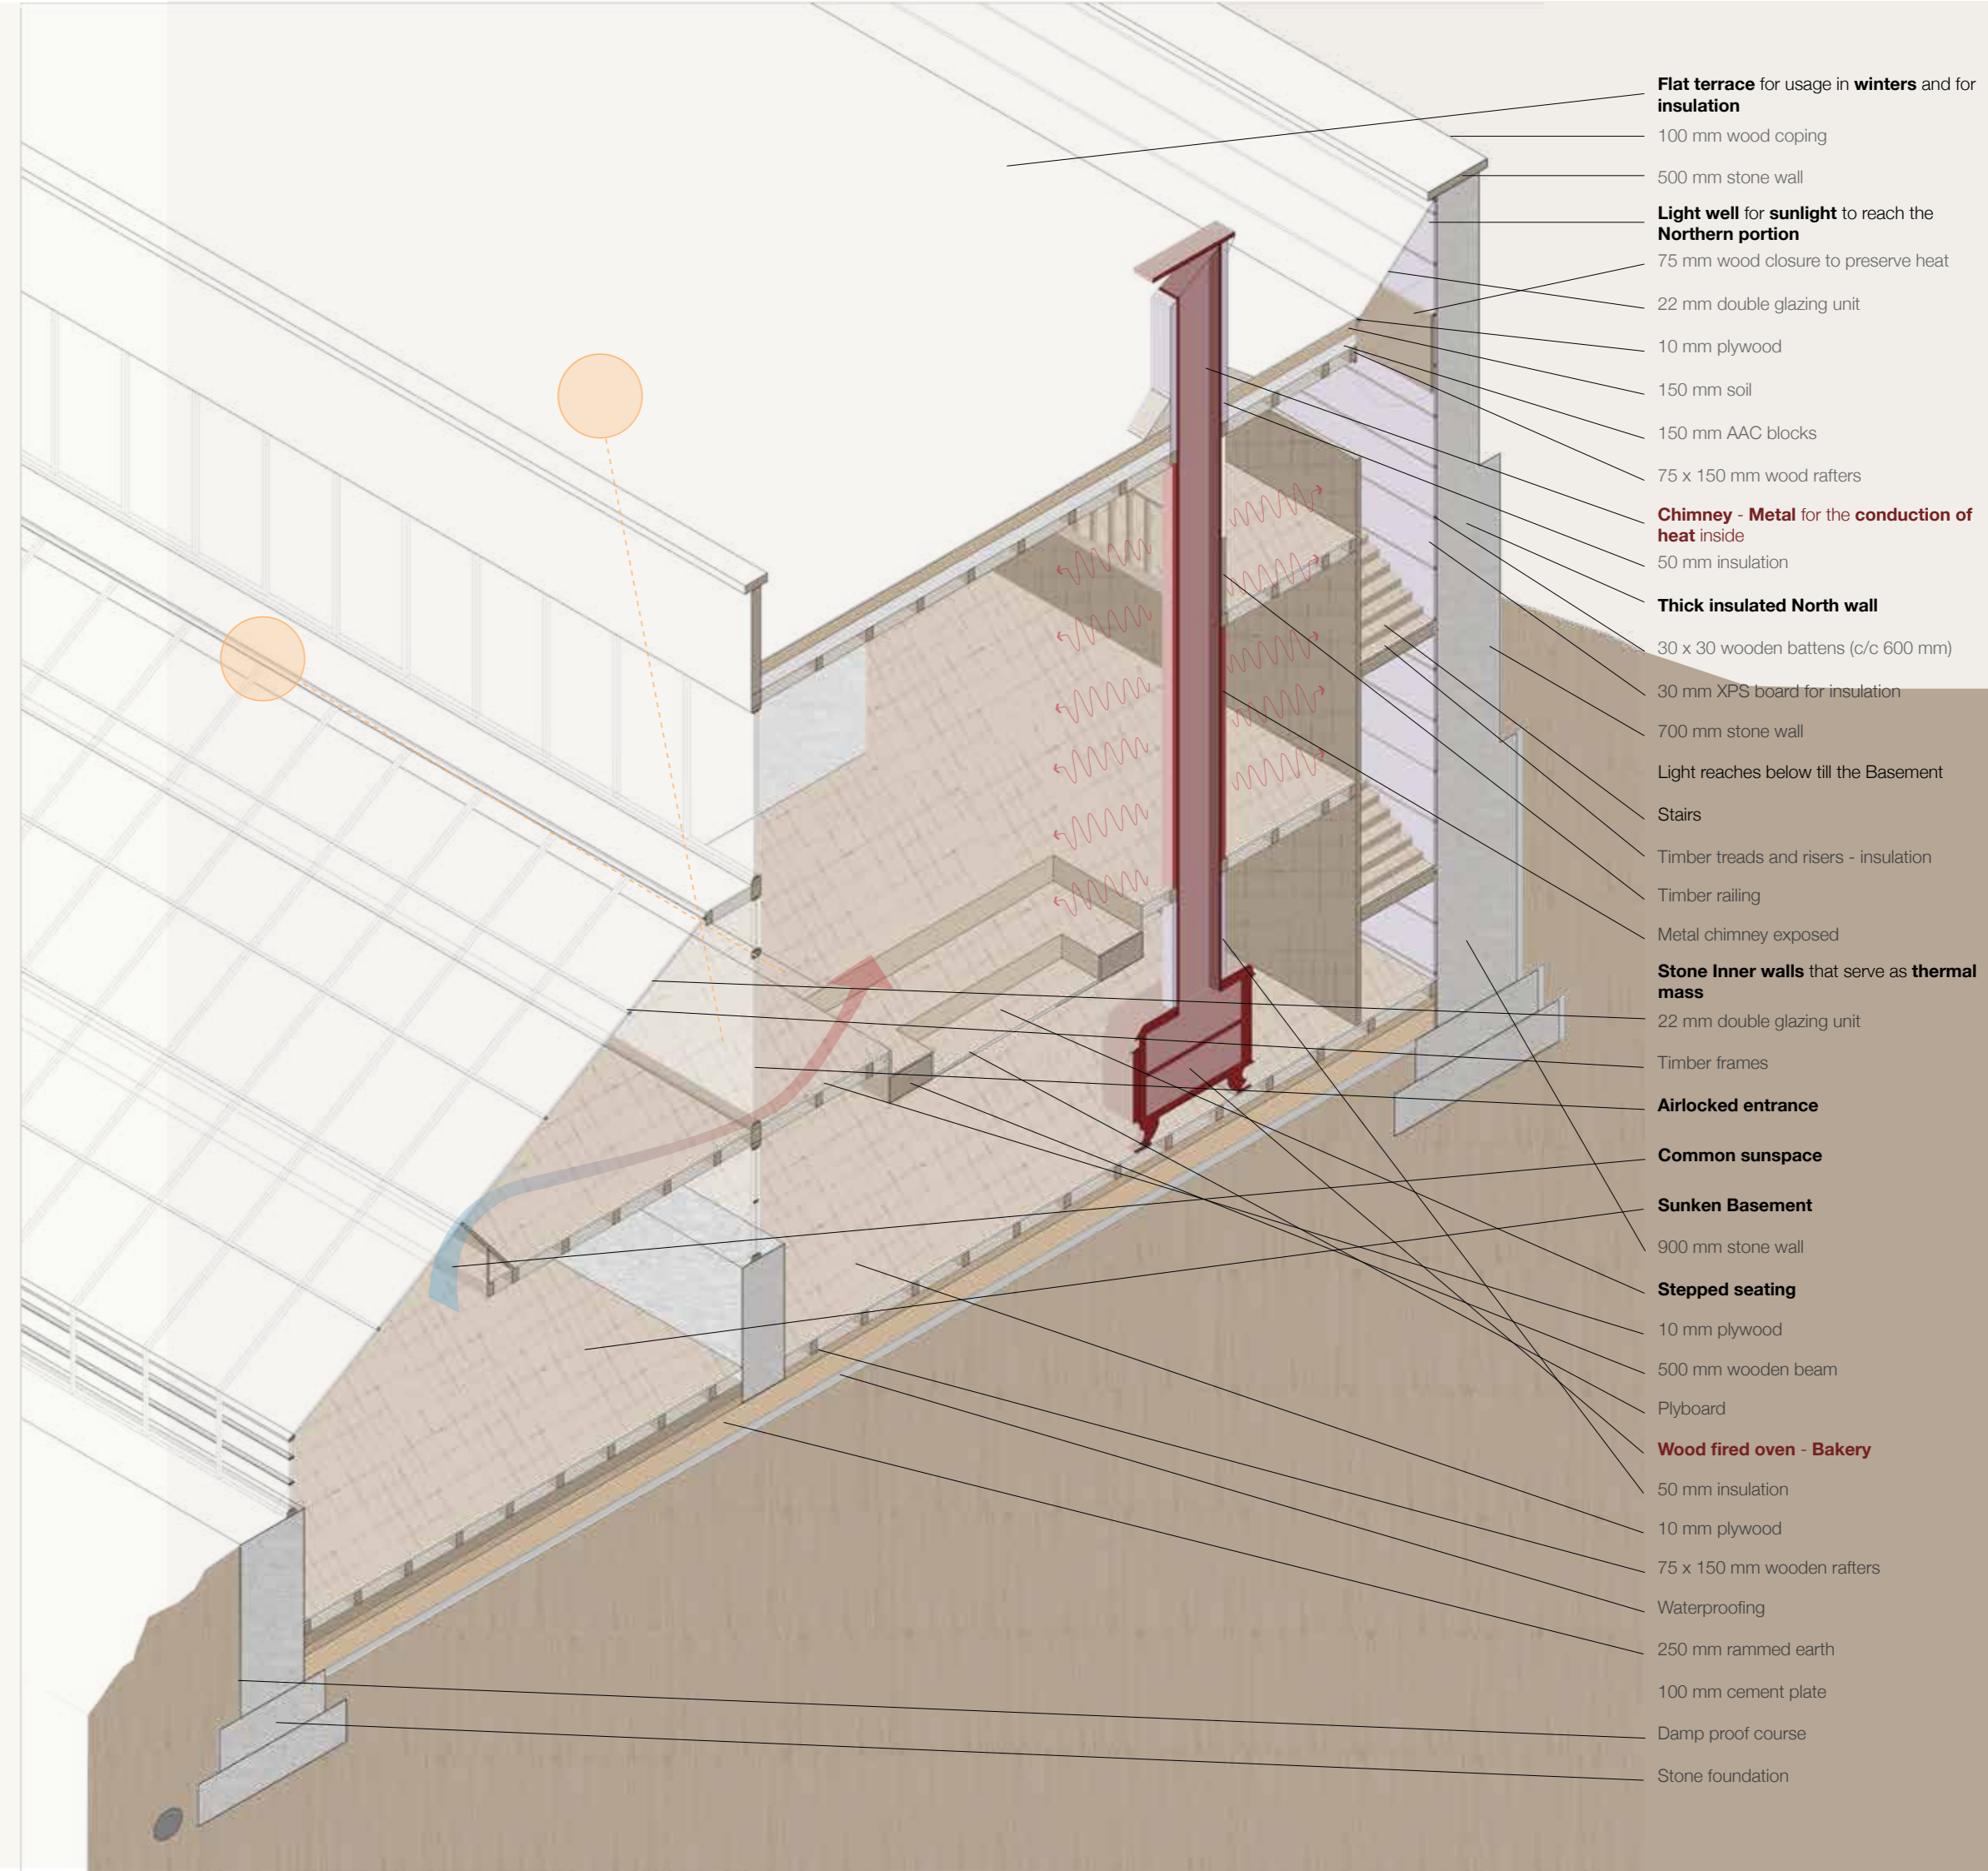 Flat terrace for usage in winters and for
insulation
100 mm wood coping
500 mm stone wall
Light well for sunlight to reach the
Northern portion
75 mm wood closure to preserve heat
22 mm double glazing unit
10 mm plywood
150 mm soil
150 mm AAC blocks
75 x 150 mm wood rafters
Chimney - Metal for the conduction of
heat inside
50 mm insulation
Thick insulated North wall
30 x 30 wooden battens (c/c 600 mm)
30 mm XPS board for insulation
700 mm stone wall
Light reaches below till the Basement
Stairs
Timber treads and risers - insulation
Timber railing
Metal chimney exposed
Stone Inner walls that serve as thermal
mass
22 mm double glazing unit
Timber frames
Airlocked entrance
Common sunspace
Sunken Basement
900 mm stone wall
Stepped seating
10 mm plywood
500 mm wooden beam
Plyboard
Wood fired oven - Bakery
50 mm insulation
10 mm plywood
75 x 150 mm wooden rafters
Waterproofing
250 mm rammed earth
100 mm cement plate
Damp proof course
Stone foundation